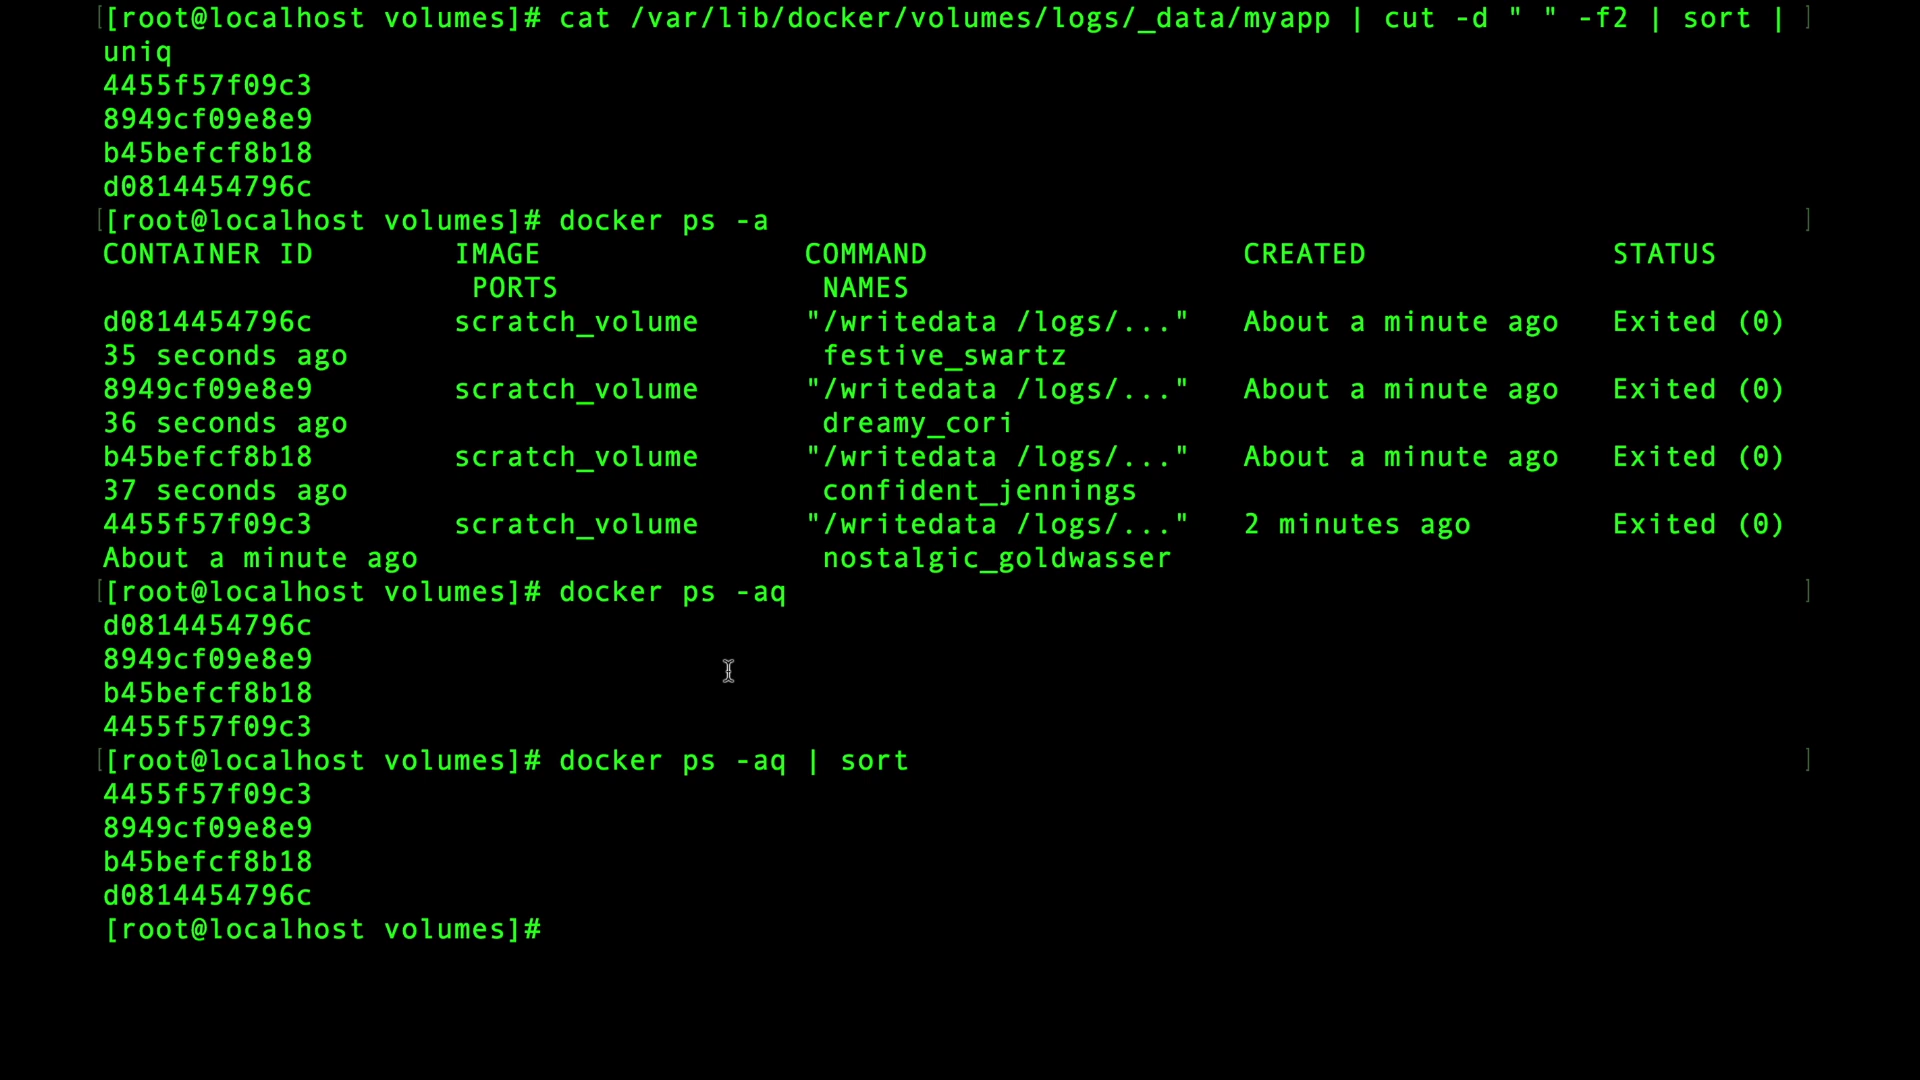 [[root@localhost volumes]# cat /var/lib/docker/volumes/logs/_data/myapp | cut -d " " -f2 | sort | ]
uniq
4455f57f09c3
8949cf09e8e9
b45befcf8b18
d0814454796c
[[root@localhost volumes]# docker ps -a ]
CONTAINER ID IMAGE COMMAND CREATED STATUS
PORTS NAMES
d0814454796c scratch_volume "/writedata /logs/..." About a minute ago Exited (0)
35 seconds ago festive_swartz
8949cf09e8e9 scratch_volume "/writedata /logs/..." About a minute ago Exited (0)
36 seconds ago dreamy_cori
b45befcf8b18 scratch_volume "/writedata /logs/..." About a minute ago Exited (0)
37 seconds ago confident_jennings
4455f57f09c3 scratch_volume "/writedata /logs/..." 2 minutes ago Exited (0)
About a minute ago nostalgic_goldwasser
[[root@localhost volumes]# docker ps -aq ]
d0814454796c
8949cf09e8e9
b45befcf8b18
4455f57f09c3
[[root@localhost volumes]# docker ps -aq | sort ]
4455f57f09c3
8949cf09e8e9
b45befcf8b18
d0814454796c
[root@localhost volumes]#